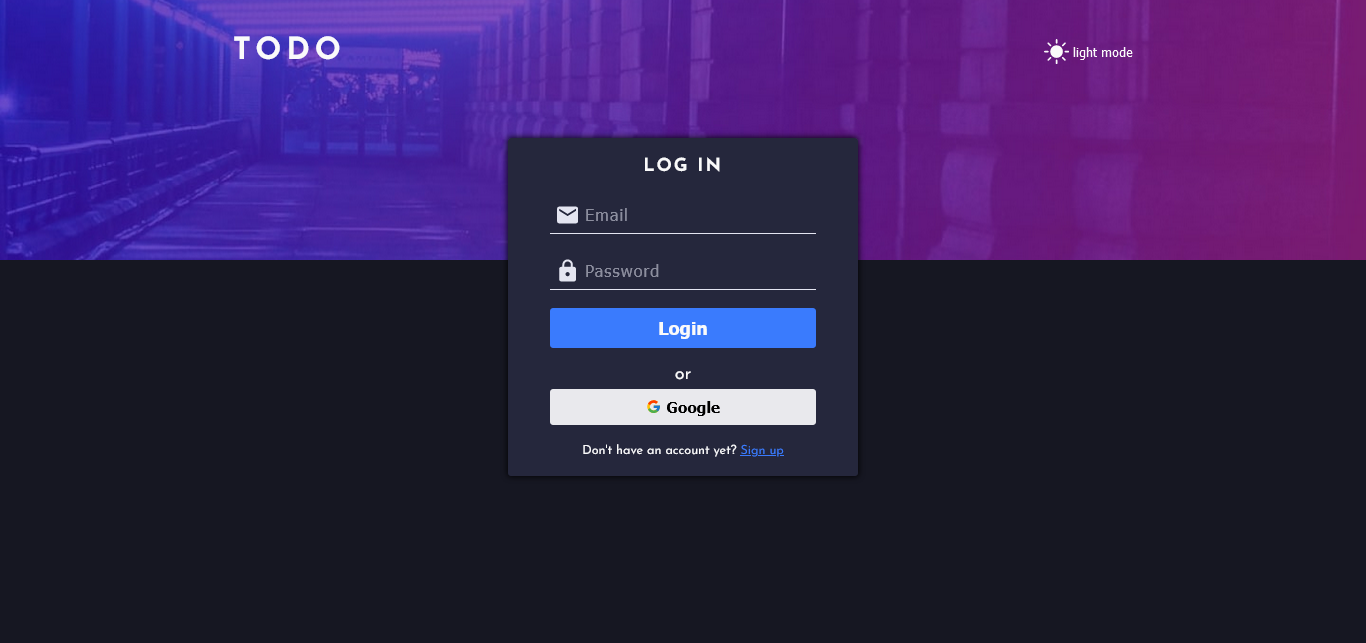 TODO
light mode
LOG IN
Email
Password
Login
or
Google
Don't have an account yet? Sign up